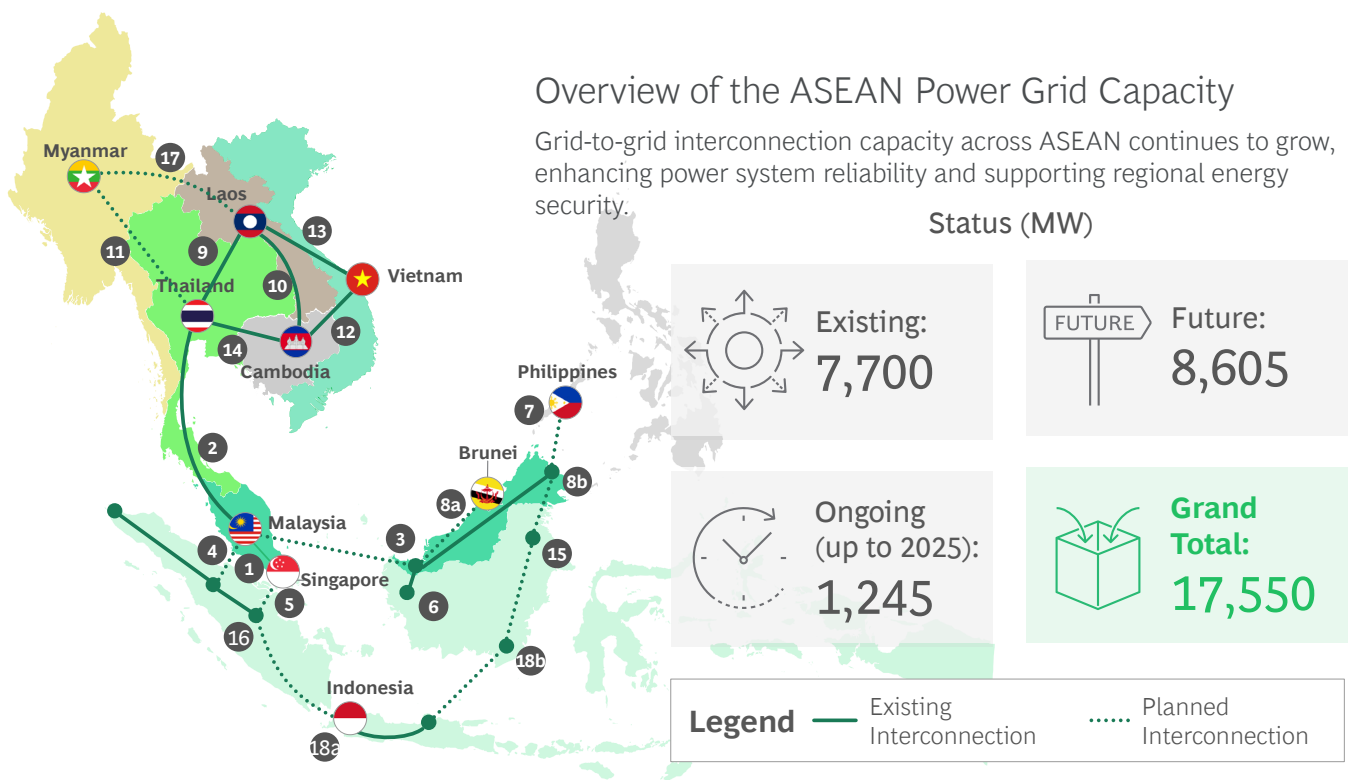 Overview of the ASEAN Power Grid Capacity
Grid-to-grid interconnection capacity across ASEAN continues to grow,
enhancing power system reliability and supporting regional energy
security.
Status (MW)
Existing:
7,700
FUTURE
Future:
8,605
Ongoing
(up to 2025):
1,245
Grand
Total:
17,550
Legend
Existing
Interconnection
Planned
Interconnection
Myanmar
17
Laos
13
11
9
10
Thailand
Vietnam
12
14
Cambodia
Philippines
7
2
Brunei
8a
8b
Malaysia
3
4
1
15
Singapore
5
6
16
18b
Indonesia
18a